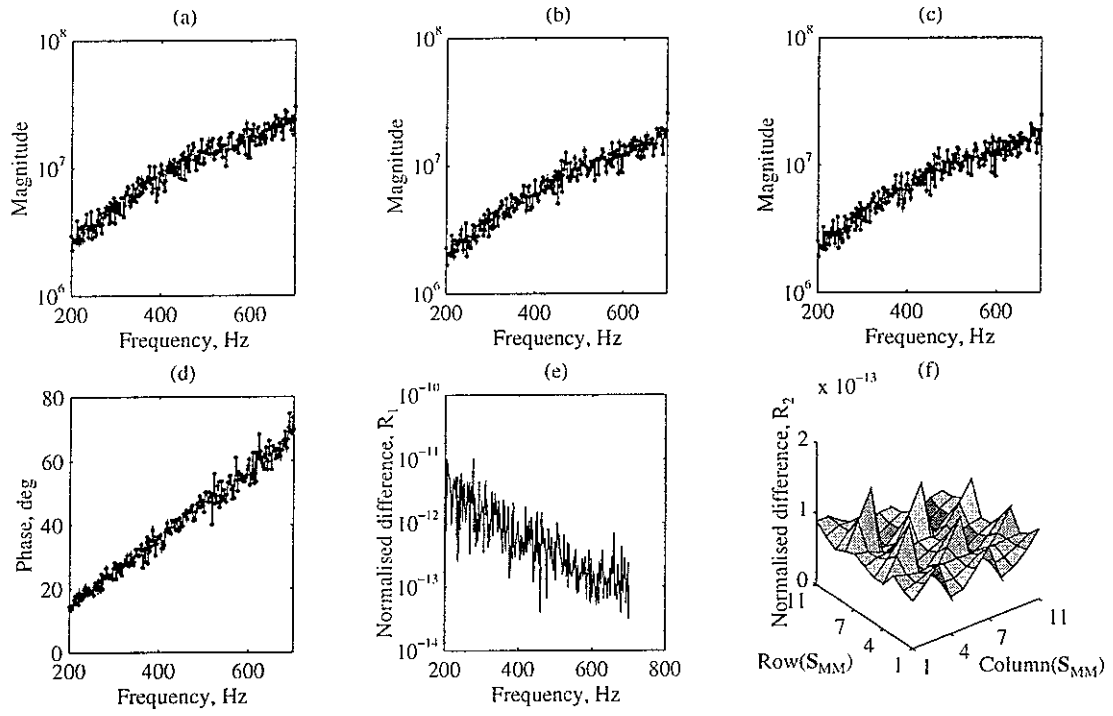 (a)
10^8
10^7
10^6
Magnitude
200
400
600
Frequency, Hz
(b)
10^8
10^7
10^6
Magnitude
200
400
600
Frequency, Hz
(c)
10^8
10^7
10^6
Magnitude
200
400
600
Frequency, Hz
(d)
80
60
40
20
0
Phase, deg
200
400
600
Frequency, Hz
(e)
10^-10
10^-11
10^-12
10^-13
10^-14
Normalised difference, R_1
200
400
600
800
Frequency, Hz
(f)
x 10^-13
2
1
0
Normalised difference, R_2
11
7
4
1
Row(S_MM)
1
4
7
11
Column(S_MM)